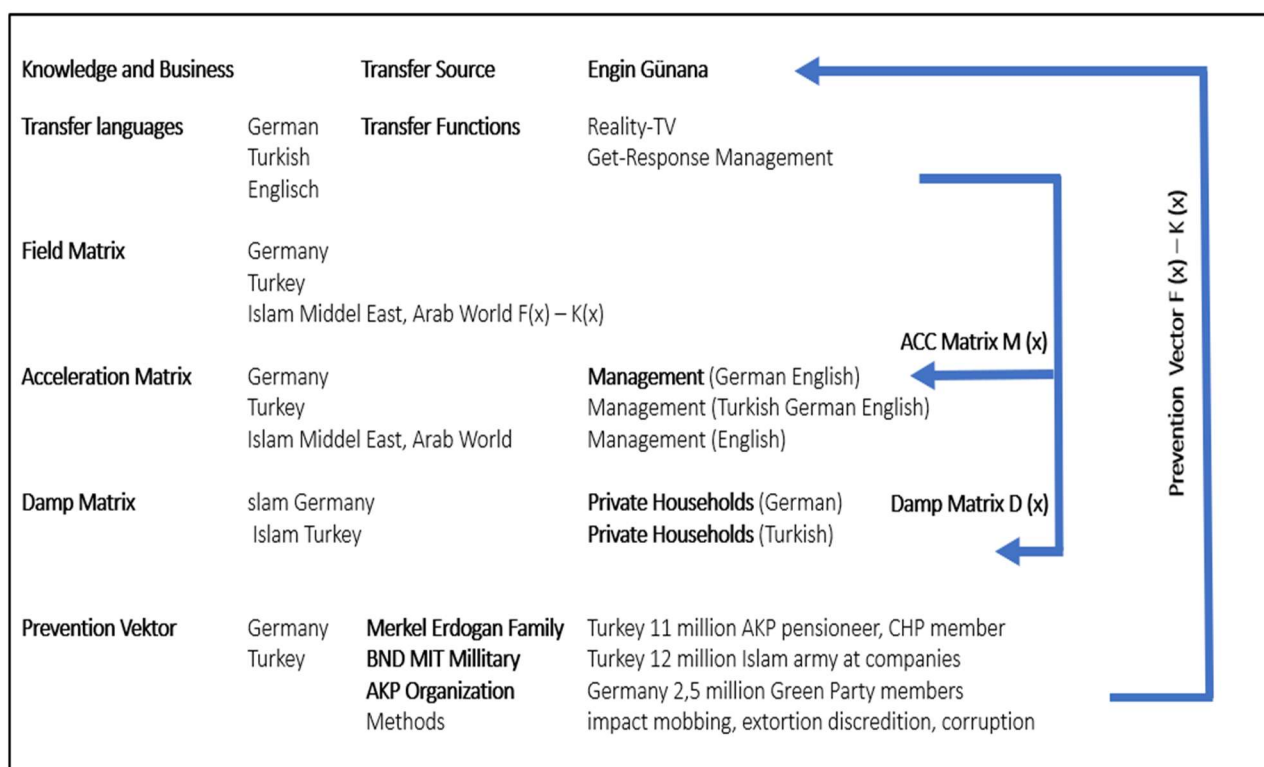 Knowledge and Business Transfer Source Engin Günana
Transfer languages German Transfer Functions Reality-TV
Turkish Get-Response Management
Englisch
Field Matrix Germany
Turkey
Islam Middel East, Arab World F(x) – K(x)
ACC Matrix M (x)
Acceleration Matrix Germany Management (German English)
Turkey Management (Turkish German English)
Islam Middel East, Arab World Management (English)
Damp Matrix slam Germany Private Households (German) Damp Matrix D (x)
Islam Turkey Private Households (Turkish)
Prevention Vektor Germany Merkel Erdogan Family Turkey 11 million AKP pensioneer, CHP member
Turkey BND MIT Millitary Turkey 12 million Islam army at companies
AKP Organization Germany 2,5 million Green Party members
Methods impact mobbing, extortion discredition, corruption
Prevention Vector F (x) – K (x)